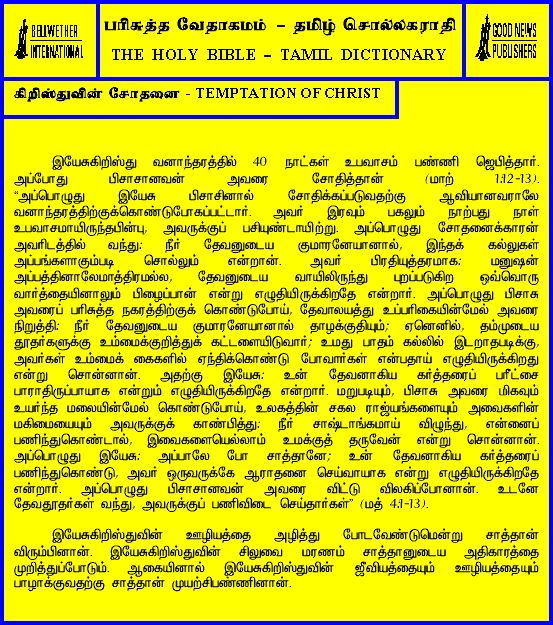 BELLWETHER
INTERNATIONAL
பரிசுத்த வேதாகமம் – தமிழ் சொல்லகராதி
THE HOLY BIBLE – TAMIL DICTIONARY
GOOD NEWS
PUBLISHERS
கிறிஸ்துவின் சோதனை - TEMPTATION OF CHRIST
இயேசுகிறிஸ்து வனாந்தரத்தில் 40 நாட்கள் உபவாசம் பண்ணி ஜெபித்தார்.
அப்போது பிசாசானவன் அவரை சோதித்தான் (மாற் 1:12-13).
“அப்பொழுது இயேசு பிசாசினால் சோதிக்கப்படுவதற்கு ஆவியானவராலே
வனாந்தரத்திற்குக்கொண்டுபோகப்பட்டார். அவர் இரவும் பகலும் நாற்பது நாள்
உபவாசமாயிருந்தபின்பு, அவருக்குப் பசியுண்டாயிற்று. அப்பொழுது சோதனைக்காரன்
அவரிடத்தில் வந்து: நீர் தேவனுடைய குமாரனேயானால், இந்தக் கல்லுகள்
அப்பங்களாகும்படி சொல்லும் என்றான். அவர் பிரதியுத்தரமாக: மனுஷன்
அப்பத்தினாலேமாத்திரமல்ல, தேவனுடைய வாயிலிருந்து புறப்படுகிற ஒவ்வொரு
வார்த்தையினாலும் பிழைப்பான் என்று எழுதியிருக்கிறதே என்றார். அப்பொழுது பிசாசு
அவரைப் பரிசுத்த நகரத்திற்குக் கொண்டுபோய், தேவாலயத்து உப்பரிகையின்மேல் அவரை
நிறுத்தி: நீர் தேவனுடைய குமாரனேயானால் தாழக்குதியும்; ஏனெனில், தம்முடைய
தூதர்களுக்கு உம்மைக்குறித்துக் கட்டளையிடுவார்; உமது பாதம் கல்லில் இடறாதபடிக்கு,
அவர்கள் உம்மைக் கைகளில் ஏந்திக்கொண்டு போவார்கள் என்பதாய் எழுதியிருக்கிறது
என்று சொன்னான். அதற்கு இயேசு: உன் தேவனாகிய கர்த்தரைப் பரீட்சை
பாராதிருப்பாயாக என்றும் எழுதியிருக்கிறதே என்றார். மறுபடியும், பிசாசு அவரை மிகவும்
உயர்ந்த மலையின்மேல் கொண்டுபோய், உலகத்தின் சகல ராஜ்யங்களையும் அவைகளின்
மகிமையையும் அவருக்குக் காண்பித்து: நீர் சாஷ்டாங்கமாய் விழுந்து, என்னைப்
பணிந்துகொண்டால், இவைகளையெல்லாம் உமக்குத் தருவேன் என்று சொன்னான்.
அப்பொழுது இயேசு: அப்பாலே போ சாத்தானே; உன் தேவனாகிய கர்த்தரைப்
பணிந்துகொண்டு, அவர் ஒருவருக்கே ஆராதனை செய்வாயாக என்று எழுதியிருக்கிறதே
என்றார். அப்பொழுது பிசாசானவன் அவரை விட்டு விலகிப்போனான். உடனே
தேவதூதர்கள் வந்து, அவருக்குப் பணிவிடை செய்தார்கள்” (மத் 4:1-13).
இயேசுகிறிஸ்துவின் ஊழியத்தை அழித்து போடவேண்டுமென்று சாத்தான்
விரும்பினான். இயேசுகிறிஸ்துவின் சிலுவை மரணம் சாத்தானுடைய அதிகாரத்தை
முறித்துப்போடும். ஆகையினால் இயேசுகிறிஸ்துவின் ஜீவியத்தையும் ஊழியத்தையும்
பாழாக்குவதற்கு சாத்தான் முயற்சிபண்ணினான்.